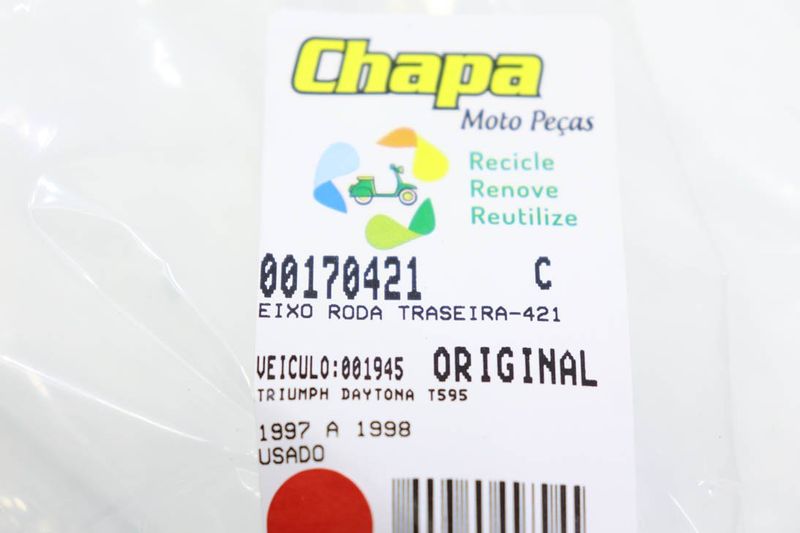 Chapa
Moto Peças
Recicle
Renove
Reutilize
00170421 C
EIXO RODA TRASEIRA-421
VEICULO:001945 ORIGINAL
TRIUMPH DAYTONA T595
1997 A 1998
USADO